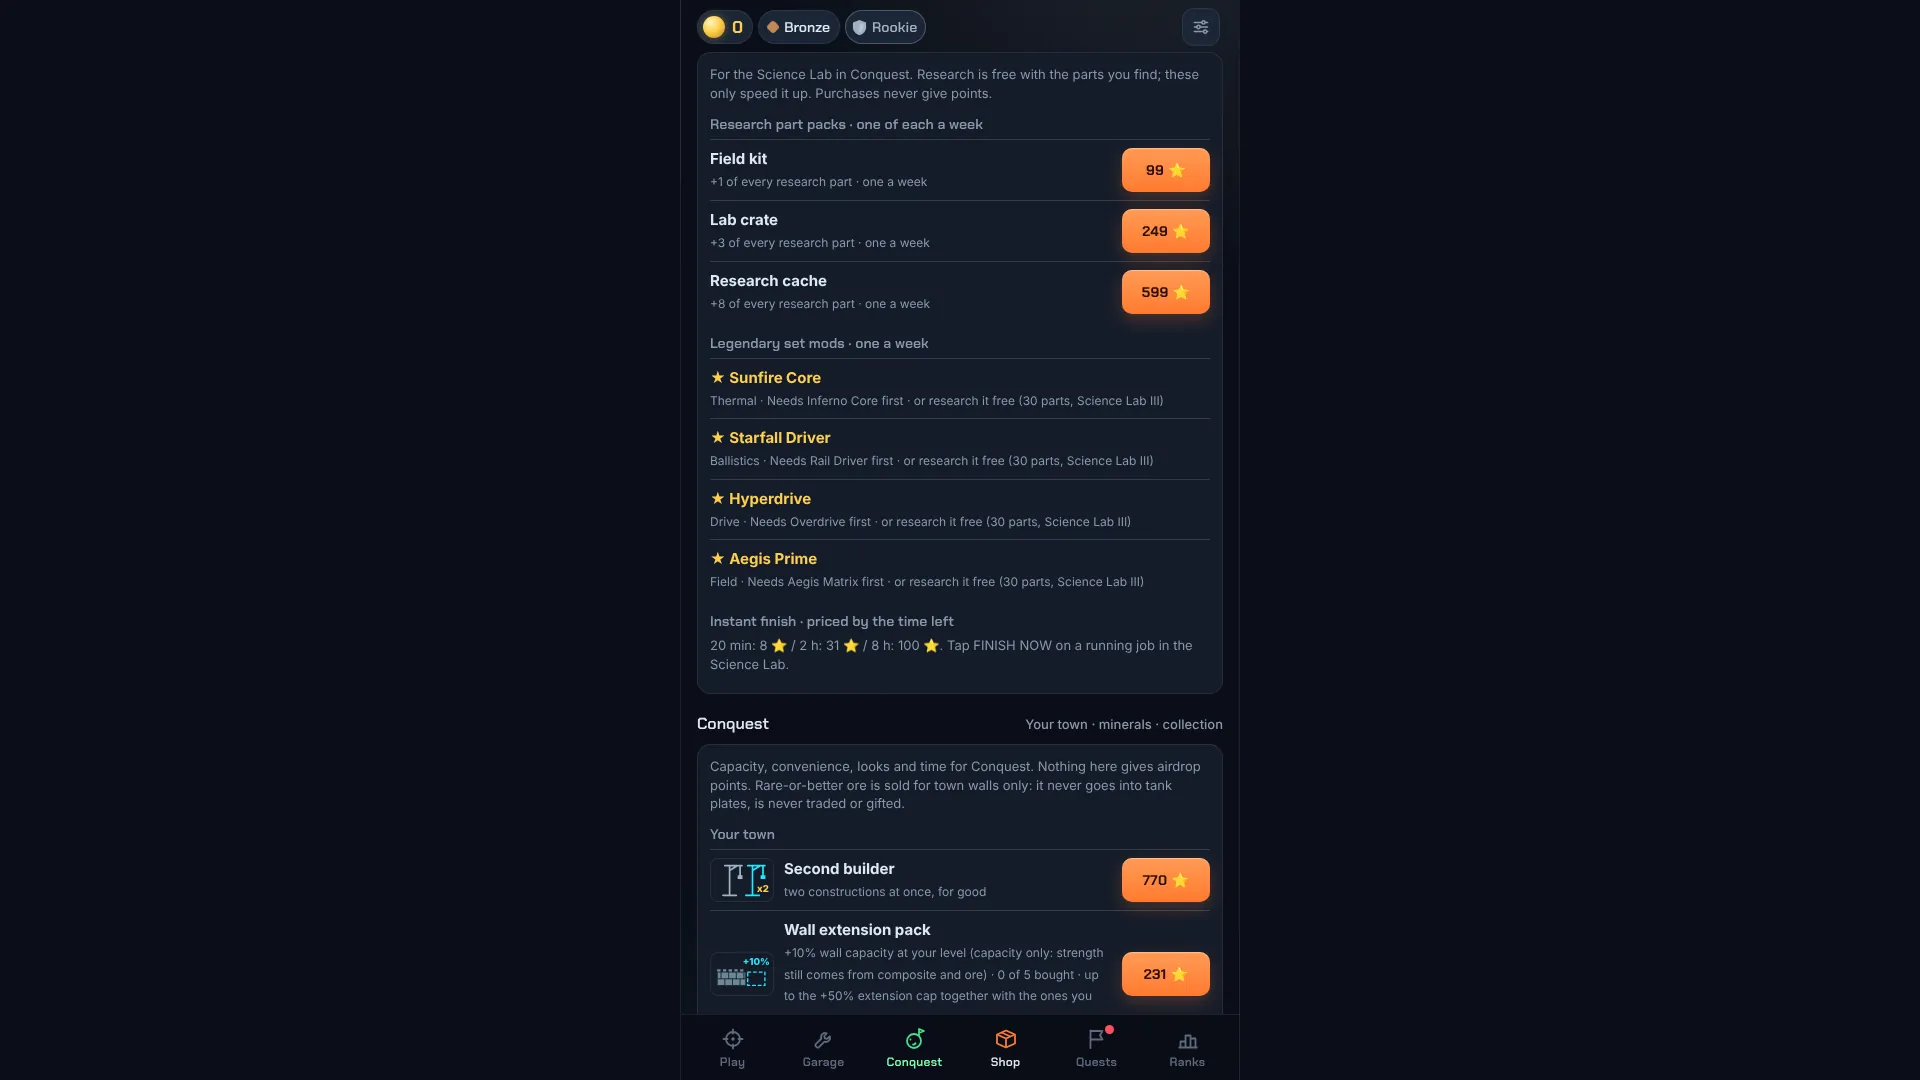 0 Bronze Rookie
For the Science Lab in Conquest. Research is free with the parts you find; these
only speed it up. Purchases never give points.
Research part packs · one of each a week
Field kit
+1 of every research part · one a week
99 ⭐
Lab crate
+3 of every research part · one a week
249 ⭐
Research cache
+8 of every research part · one a week
599 ⭐
Legendary set mods · one a week
★ Sunfire Core
Thermal · Needs Inferno Core first · or research it free (30 parts, Science Lab III)
★ Starfall Driver
Ballistics · Needs Rail Driver first · or research it free (30 parts, Science Lab III)
★ Hyperdrive
Drive · Needs Overdrive first · or research it free (30 parts, Science Lab III)
★ Aegis Prime
Field · Needs Aegis Matrix first · or research it free (30 parts, Science Lab III)
Instant finish · priced by the time left
20 min: 8 ⭐ / 2 h: 31 ⭐ / 8 h: 100 ⭐. Tap FINISH NOW on a running job in the
Science Lab.
Conquest
Your town · minerals · collection
Capacity, convenience, looks and time for Conquest. Nothing here gives airdrop
points. Rare-or-better ore is sold for town walls only: it never goes into tank
plates, is never traded or gifted.
Your town
x2
Second builder
two constructions at once, for good
770 ⭐
+10%
Wall extension pack
+10% wall capacity at your level (capacity only: strength
still comes from composite and ore) · 0 of 5 bought · up
to the +50% extension cap together with the ones you
231 ⭐
Play Garage Conquest Shop Quests Ranks